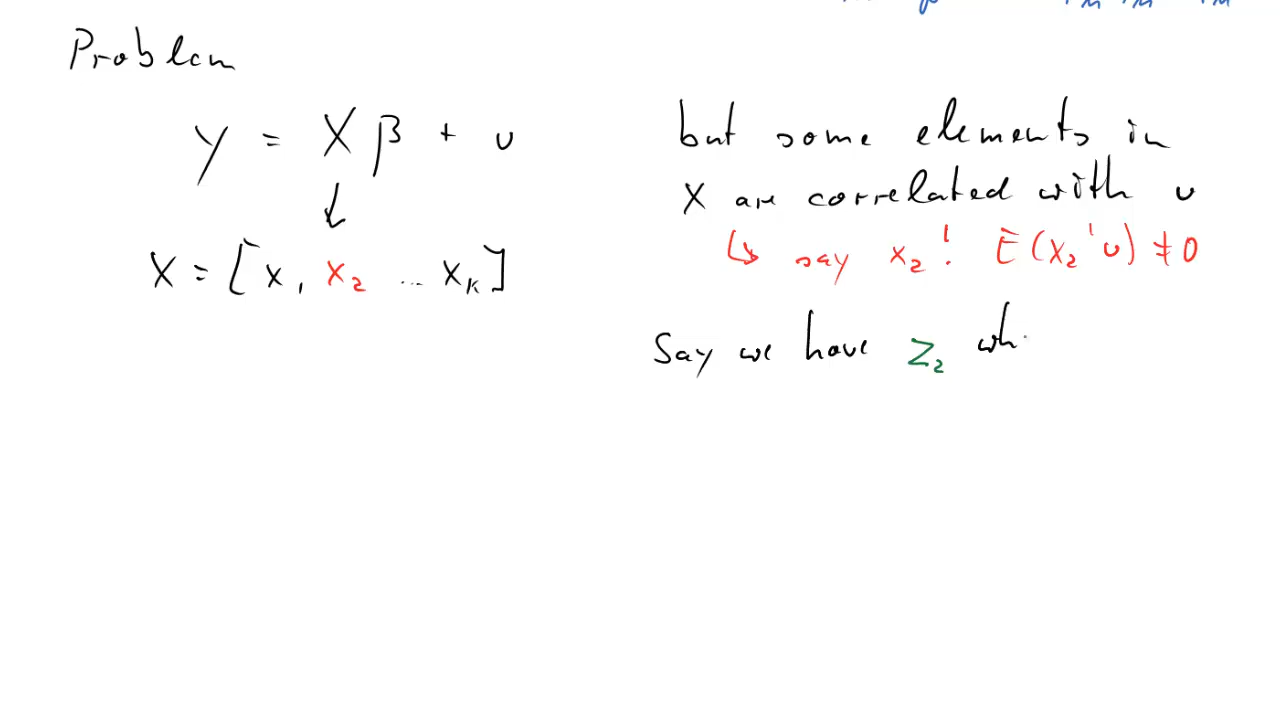 Problem
y = Xβ + u
X = [x₁ x₂ ... xₖ]
but some elements in
X are correlated with u
↳ say x₂! E(x₂'u) ≠ 0
Say we have z₂ wh